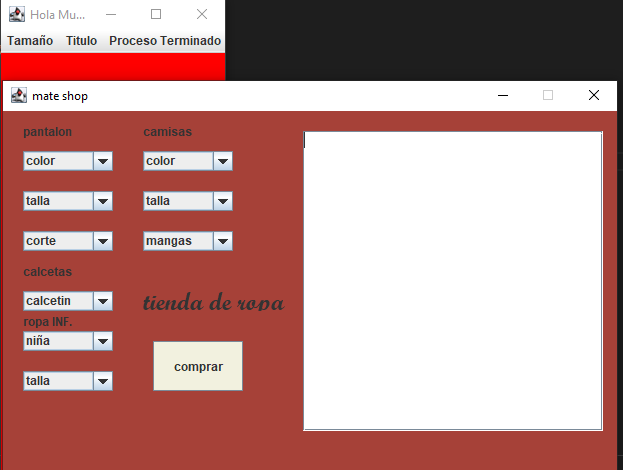 Hola Mu...
Tamaño Titulo Proceso Terminado
mate shop
pantalon camisas
color color
talla talla
corte mangas
calcetas
calcetin
tienda de ropa
ropa INF.
niña
comprar
talla